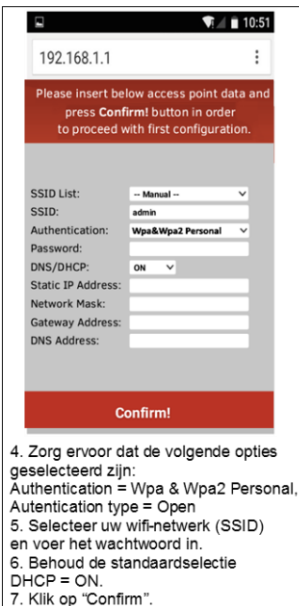 10:51
192.168.1.1
Please insert below access point data and
press Confirm! button in order
to proceed with first configuration.
SSID List: -- Manual --
SSID: admin
Authentication: Wpa&Wpa2 Personal
Password:
DNS/DHCP: ON
Static IP Address:
Network Mask:
Gateway Address:
DNS Address:
Confirm!
4. Zorg ervoor dat de volgende opties
geselecteerd zijn:
Authentication = Wpa & Wpa2 Personal,
Autentication type = Open
5. Selecteer uw wifi-netwerk (SSID)
en voer het wachtwoord in.
6. Behoud de standaardselectie
DHCP = ON.
7. Klik op “Confirm”.